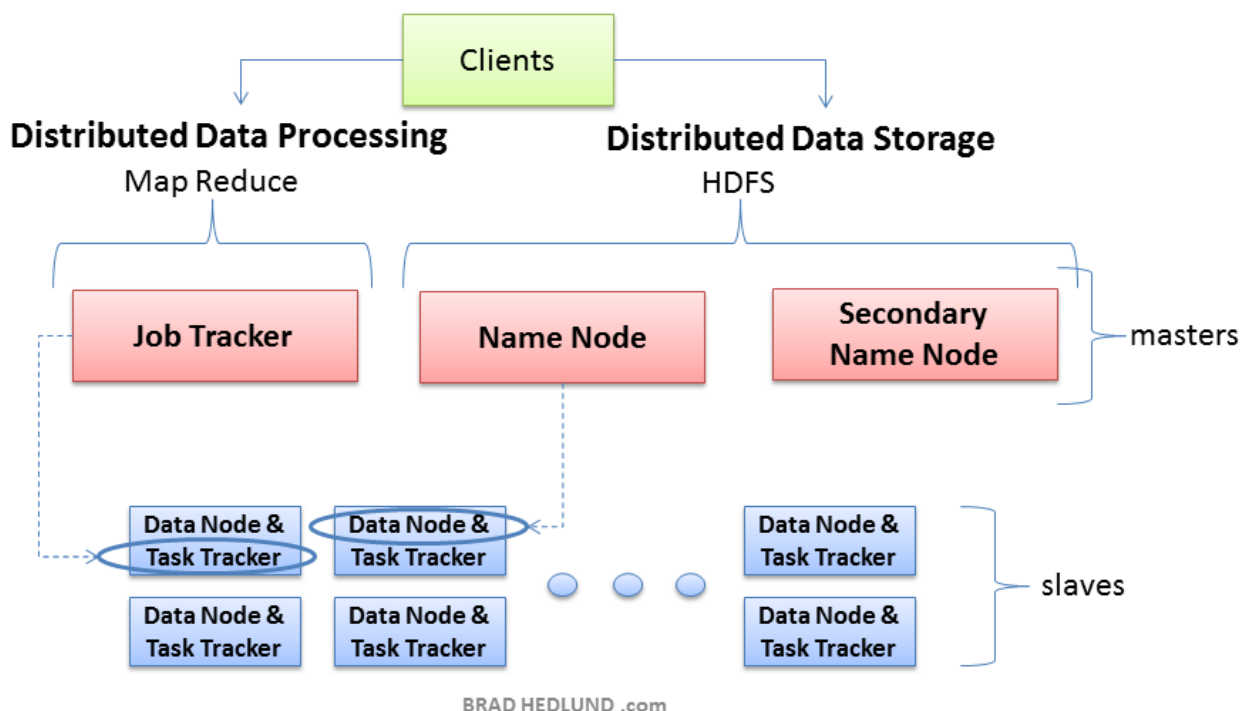 Clients
Distributed Data Processing
Map Reduce
Distributed Data Storage
HDFS
Job Tracker
Name Node
Secondary
Name Node
masters
Data Node &
Task Tracker
Data Node &
Task Tracker
Data Node &
Task Tracker
slaves
Data Node &
Task Tracker
Data Node &
Task Tracker
Data Node &
Task Tracker
BRAD HEDLUND .com